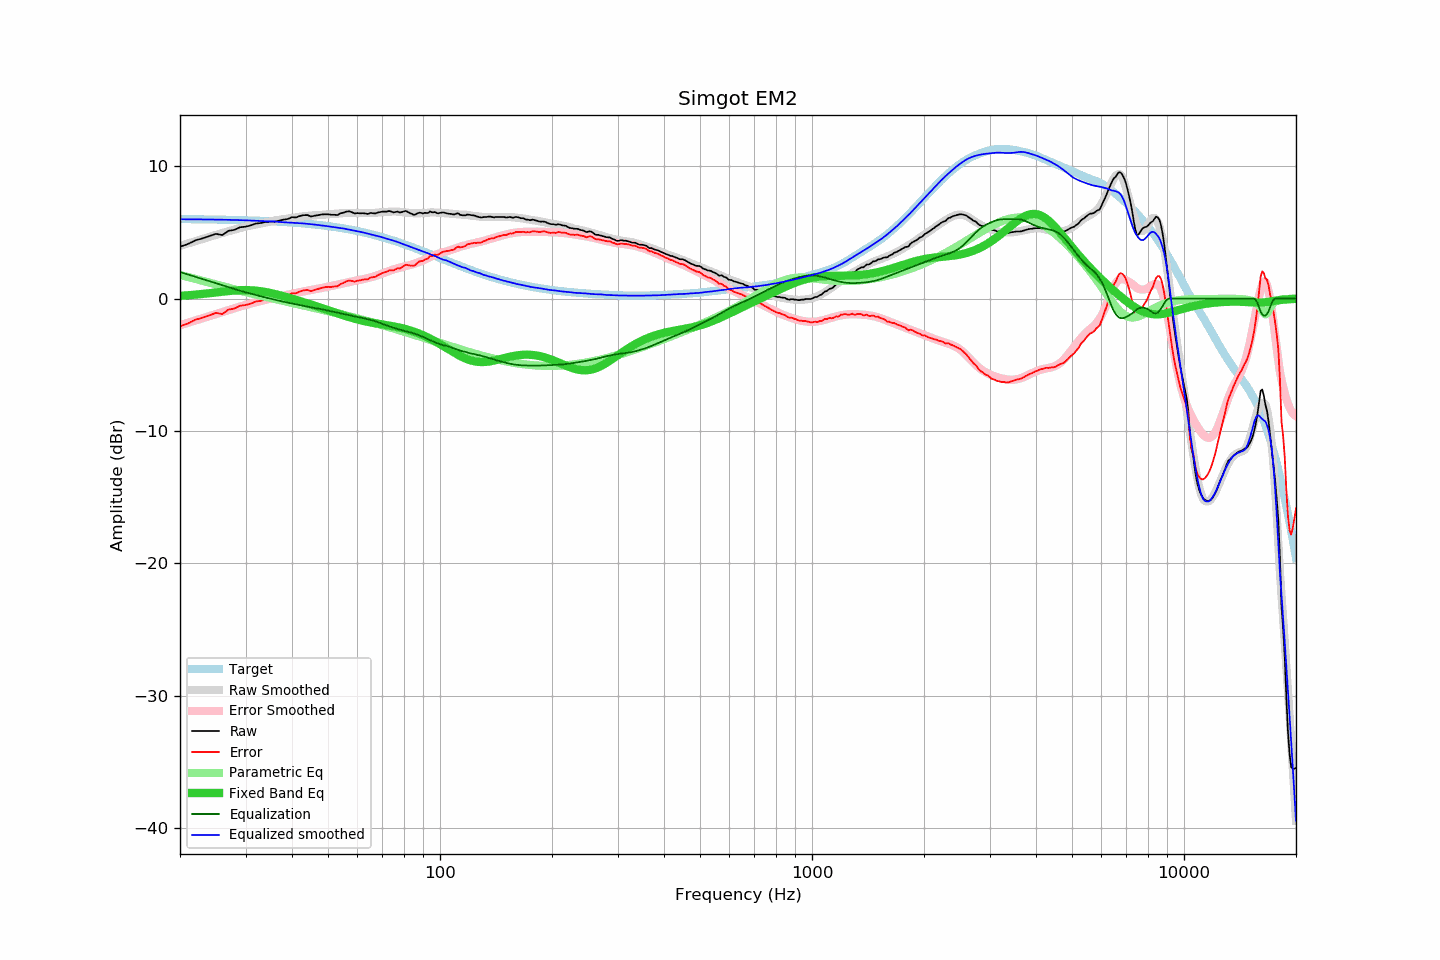 Simgot EM2
10
0
−10
−20
−30
−40
Amplitude (dBr)
Target
Raw Smoothed
Error Smoothed
Raw
Error
Parametric Eq
Fixed Band Eq
Equalization
Equalized smoothed
100
1000
10000
Frequency (Hz)